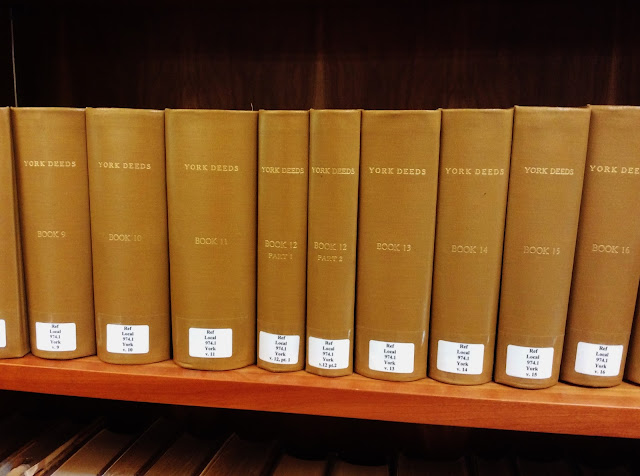 YORK DEEDS
BOOK 9
Ref
Local
974.1
York
v. 9
YORK DEEDS
BOOK 10
Ref
Local
974.1
York
v. 10
YORK DEEDS
BOOK 11
Ref
Local
974.1
York
v. 11
YORK DEEDS
BOOK 12
PART 1
Ref
Local
974.1
York
v. 12, pt. 1
YORK DEEDS
BOOK 12
PART 2
Ref
Local
974.1
York
v.12 pt.2
YORK DEEDS
BOOK 13
Ref
Local
974.1
York
v. 13
YORK DEEDS
BOOK 14
Ref
Local
974.1
York
v. 14
YORK DEEDS
BOOK 15
Ref
Local
974.1
York
v. 15
YORK DEEDS
BOOK 16
Ref
Local
974.1
York
v. 16